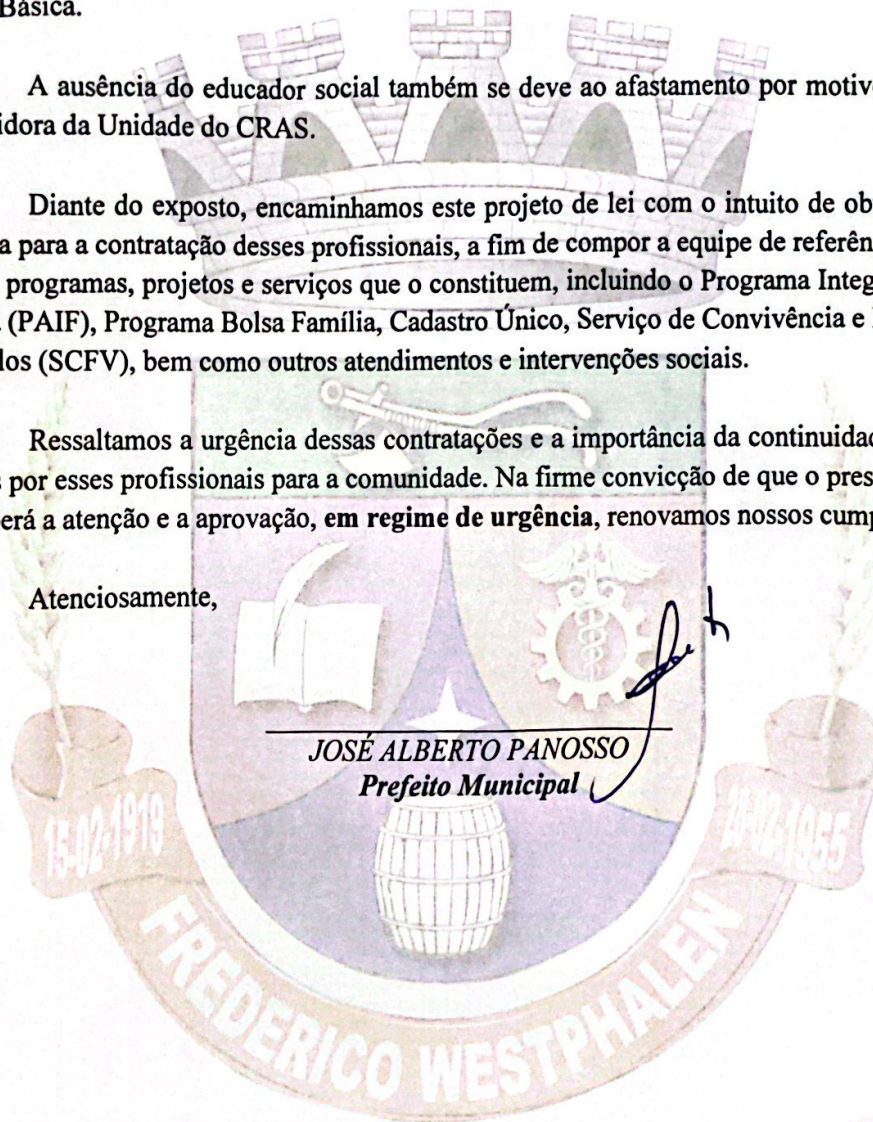 Básica.
A ausência do educador social também se deve ao afastamento por motivo
idora da Unidade do CRAS.
Diante do exposto, encaminhamos este projeto de lei com o intuito de ob
a para a contratação desses profissionais, a fim de compor a equipe de referên
programas, projetos e serviços que o constituem, incluindo o Programa Integ
(PAIF), Programa Bolsa Família, Cadastro Único, Serviço de Convivência e
los (SCFV), bem como outros atendimentos e intervenções sociais.
Ressaltamos a urgência dessas contratações e a importância da continuidad
s por esses profissionais para a comunidade. Na firme convicção de que o pres
erá a atenção e a aprovação, em regime de urgência, renovamos nossos cump
Atenciosamente,
JOSÉ ALBERTO PANOSSO
Prefeito Municipal
15-02-1919
28-02-1955
FREDERICO WESTPHALEN